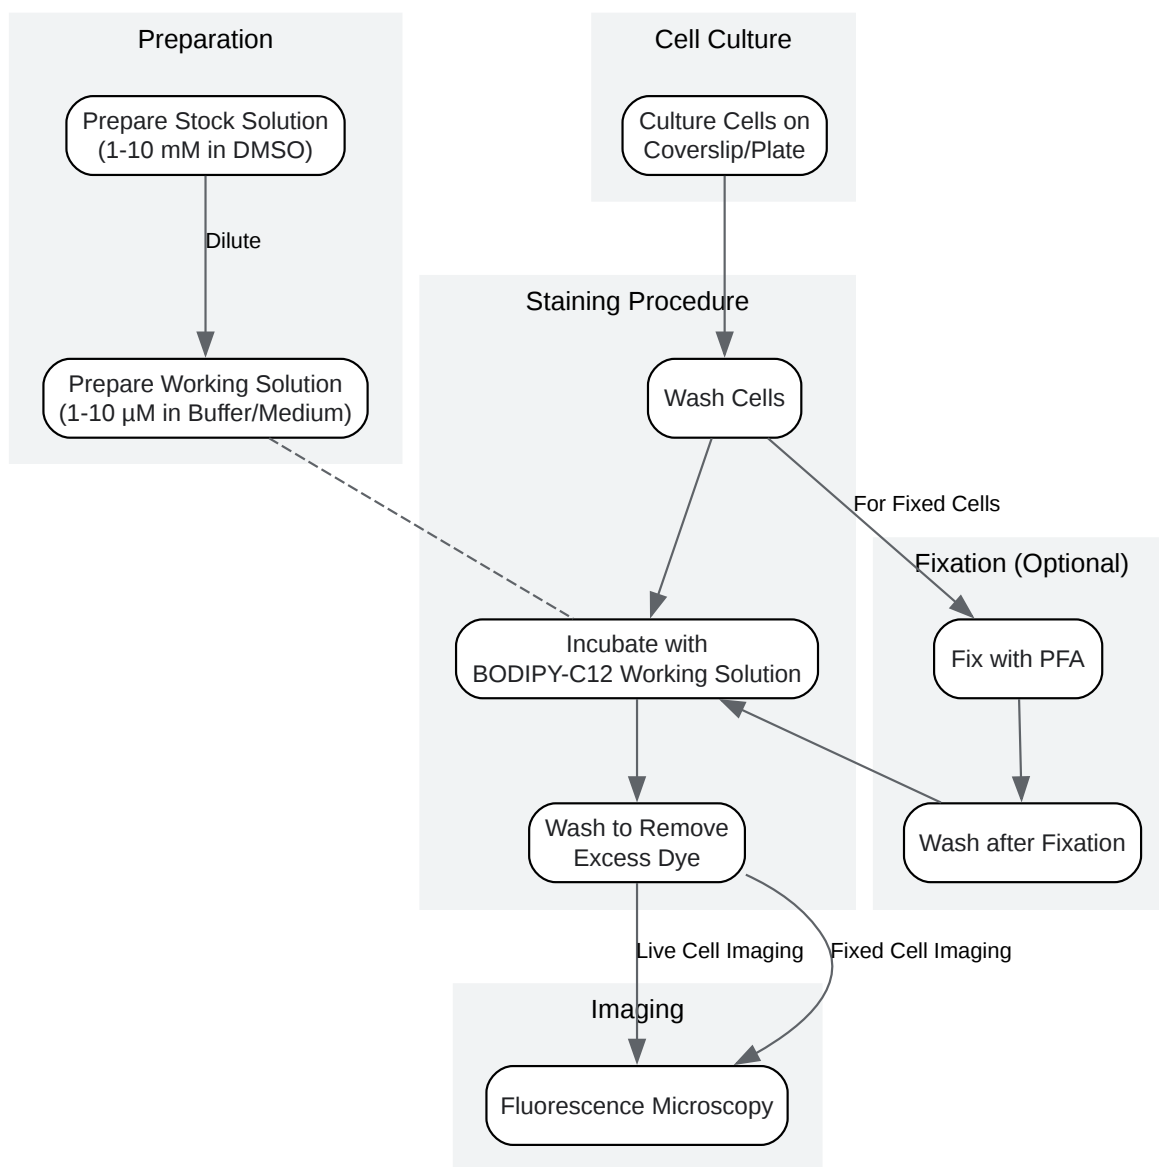 Preparation
Prepare Stock Solution
(1-10 mM in DMSO)
Dilute
Prepare Working Solution
(1-10 µM in Buffer/Medium)
Cell Culture
Culture Cells on
Coverslip/Plate
Staining Procedure
Wash Cells
For Fixed Cells
Fixation (Optional)
Fix with PFA
Wash after Fixation
Incubate with
BODIPY-C12 Working Solution
Wash to Remove
Excess Dye
Live Cell Imaging
Fixed Cell Imaging
Imaging
Fluorescence Microscopy